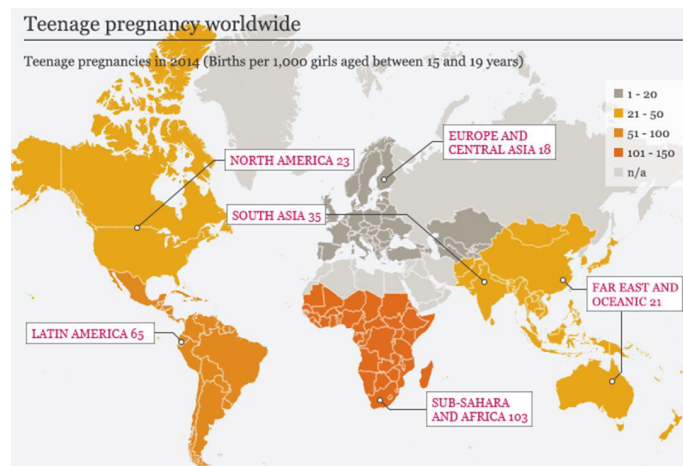 Teenage pregnancy worldwide
Teenage pregnancies in 2014 (Births per 1,000 girls aged between 15 and 19 years)
1 - 20
21 - 50
51 - 100
101 - 150
n/a
EUROPE AND
CENTRAL ASIA 18
NORTH AMERICA 23
SOUTH ASIA 35
FAR EAST AND
OCEANIC 21
LATIN AMERICA 65
SUB-SAHARA
AND AFRICA 103